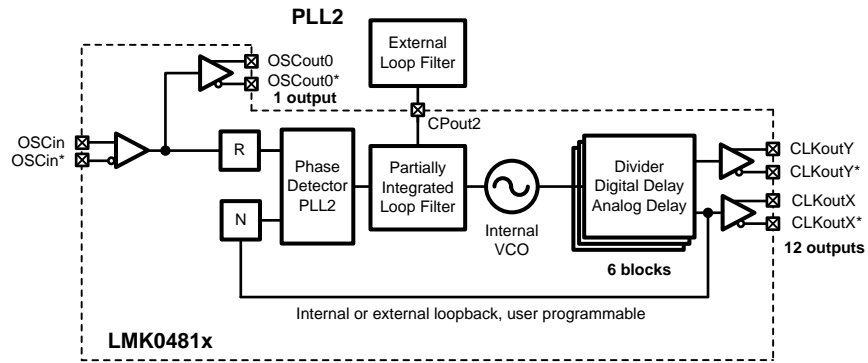 PLL2
External
Loop Filter
OSCout0
OSCout0*
1 output
CPout2
OSCin
OSCin*
R
N
Phase
Detector
PLL2
Partially
Integrated
Loop Filter
Internal
VCO
Divider
Digital Delay
Analog Delay
6 blocks
CLKoutY
CLKoutY*
CLKoutX
CLKoutX*
12 outputs
Internal or external loopback, user programmable
LMK0481x